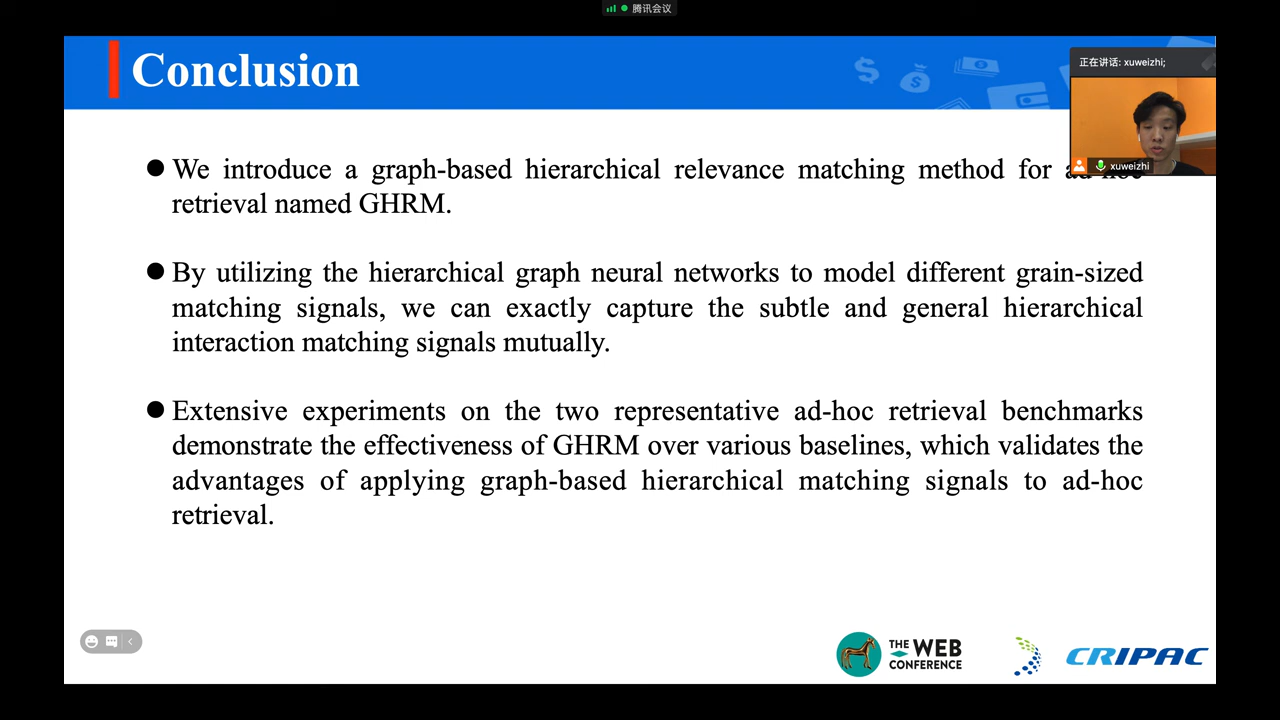 腾讯会议
Conclusion
正在讲话: xuweizhi;
xuweizhi
We introduce a graph-based hierarchical relevance matching method for ad-hoc
retrieval named GHRM.
By utilizing the hierarchical graph neural networks to model different grain-sized
matching signals, we can exactly capture the subtle and general hierarchical
interaction matching signals mutually.
Extensive experiments on the two representative ad-hoc retrieval benchmarks
demonstrate the effectiveness of GHRM over various baselines, which validates the
advantages of applying graph-based hierarchical matching signals to ad-hoc
retrieval.
THE WEB
CONFERENCE
CRIPAC